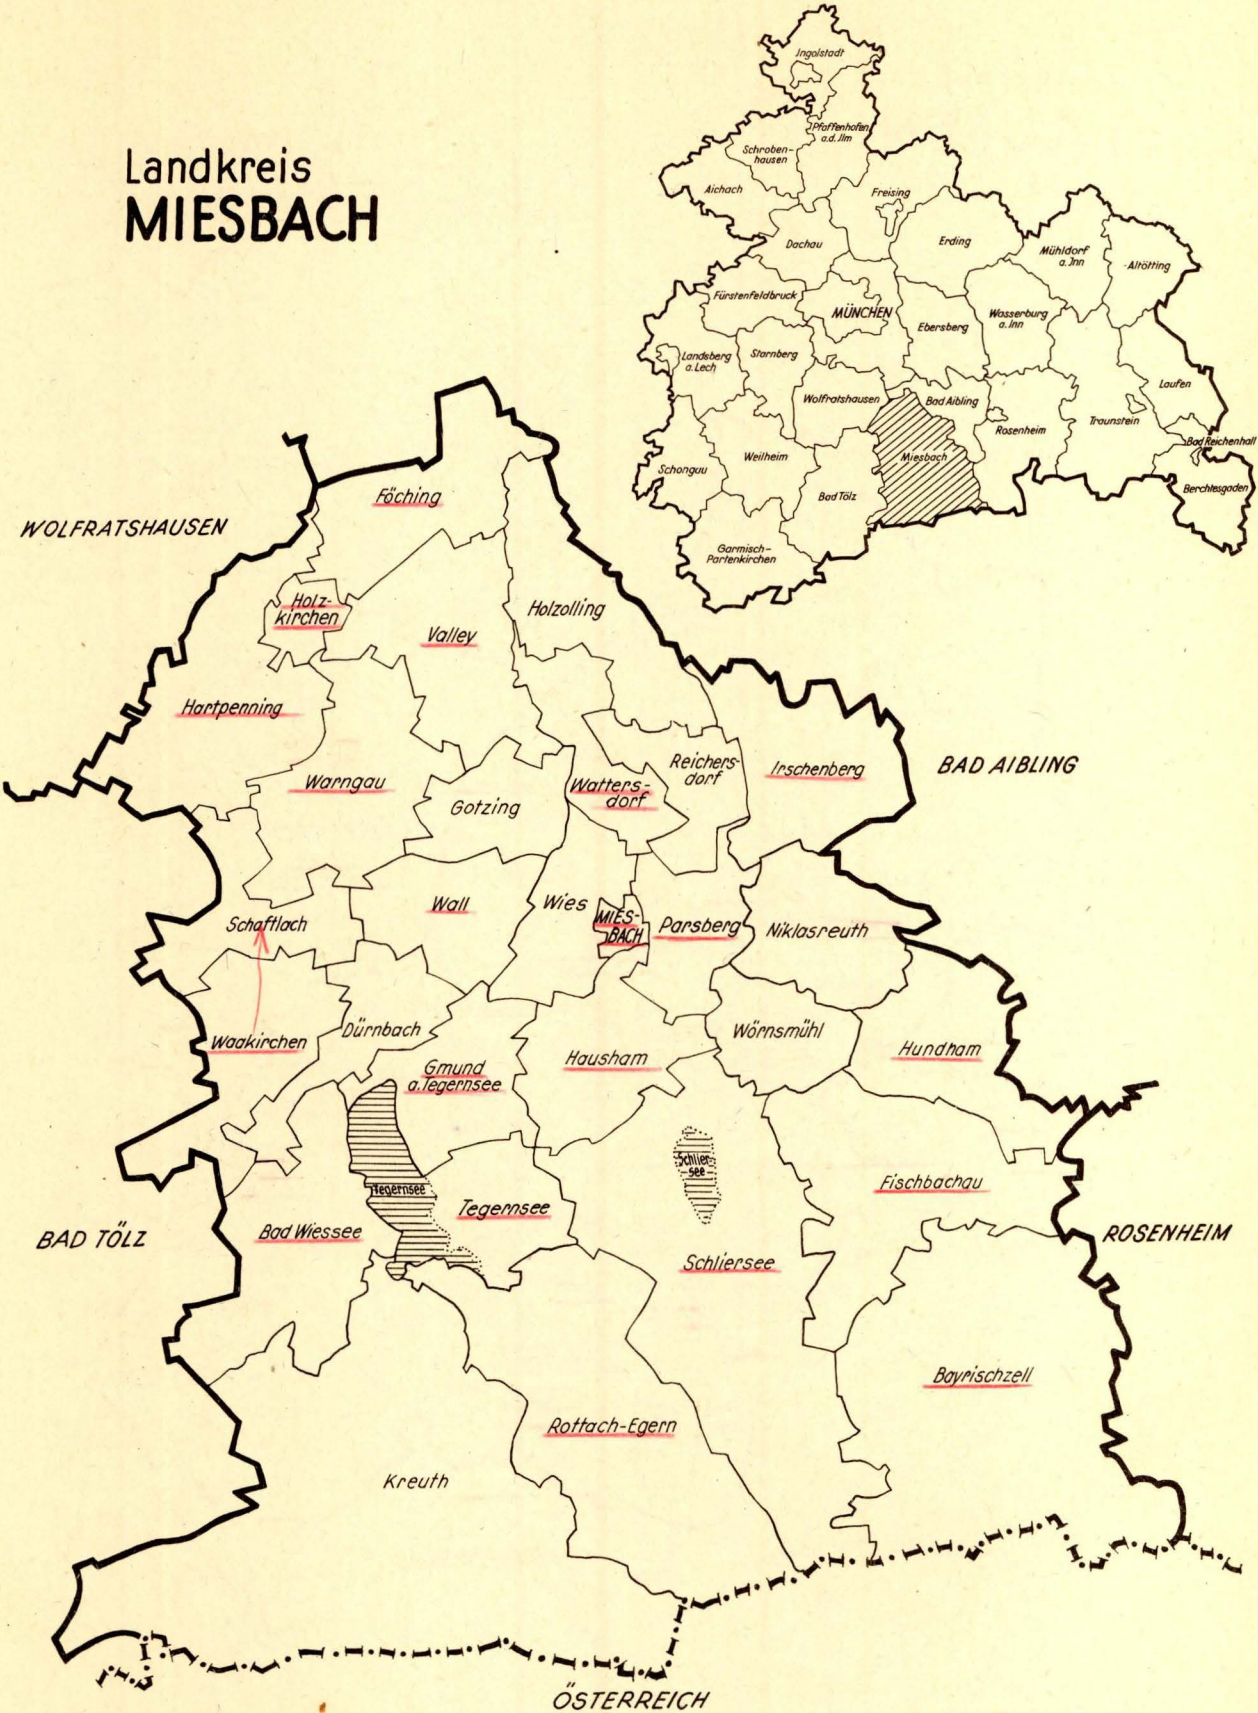 Landkreis
MIESBACH
Ingolstadt
Pfaffenhofen
a.d. Jlm
Schroben-
hausen
Aichach
Freising
Dachau
Erding
Mühldorf
a. Jnn
Altötting
Fürstenfeldbruck
MÜNCHEN
Ebersberg
Wasserburg
a. Jnn
Landsberg
a. Lech
Starnberg
Wolfratshausen
Bad Aibling
Rosenheim
Traunstein
Laufen
Bad Reichenhall
Berchtesgaden
Schongau
Weilheim
Bad Tölz
Miesbach
Garmisch-
Partenkirchen
WOLFRATSHAUSEN
Föching
Holz-
kirchen
Valley
Holzolling
Hartpenning
Warngau
Gotzing
Watters-
dorf
Reichers-
dorf
Irschenberg
BAD AIBLING
Schaftlach
Wall
Wies
MIES-
BACH
Parsberg
Niklasreuth
Waakirchen
Dürnbach
Gmund
a. Tegernsee
Hausham
Wörnsmühl
Hundham
Schlier-
see
Tegernsee
Tegernsee
Fischbachau
BAD TÖLZ
Bad Wiessee
Schliersee
ROSENHEIM
Bayrischzell
Rottach-Egern
Kreuth
ÖSTERREICH